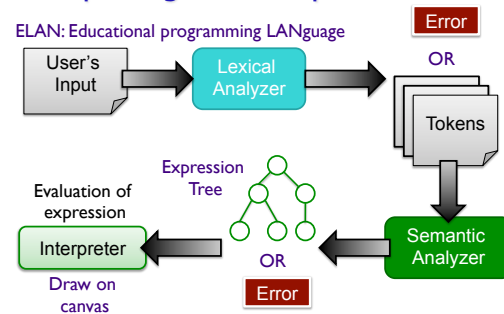 ELAN: Educational programming LANguage
User's
Input
Lexical
Analyzer
Error
OR
Tokens
Semantic
Analyzer
Expression
Tree
OR
Error
Evaluation of
expression
Interpreter
Draw on
canvas